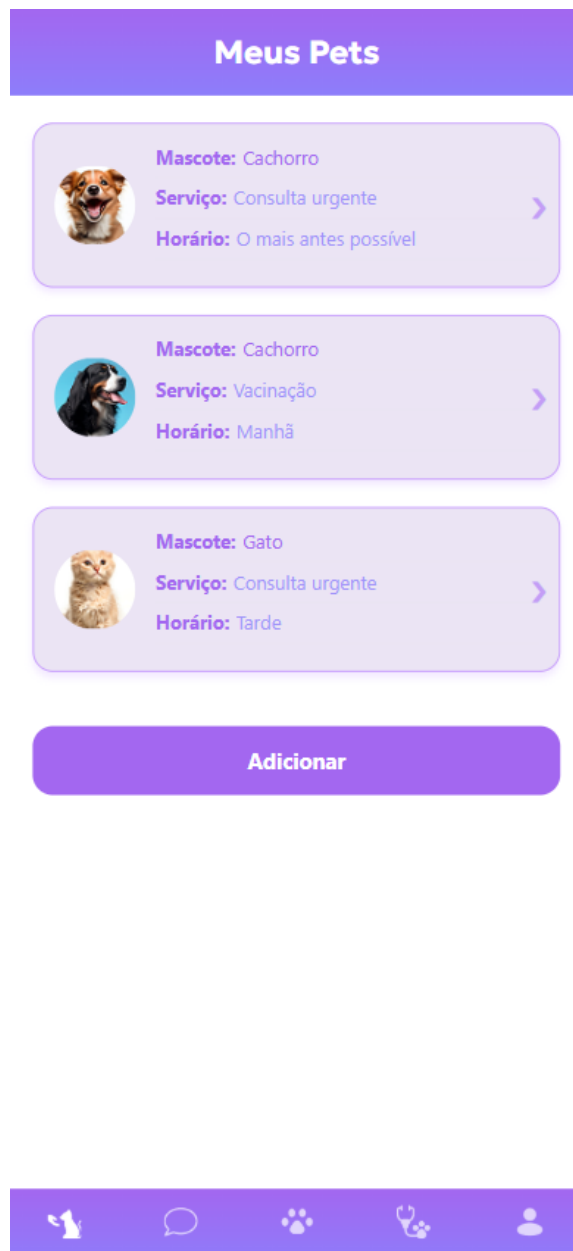 Meus Pets
Mascote: Cachorro
Serviço: Consulta urgente
Horário: O mais antes possível
Mascote: Cachorro
Serviço: Vacinação
Horário: Manhã
Mascote: Gato
Serviço: Consulta urgente
Horário: Tarde
Adicionar